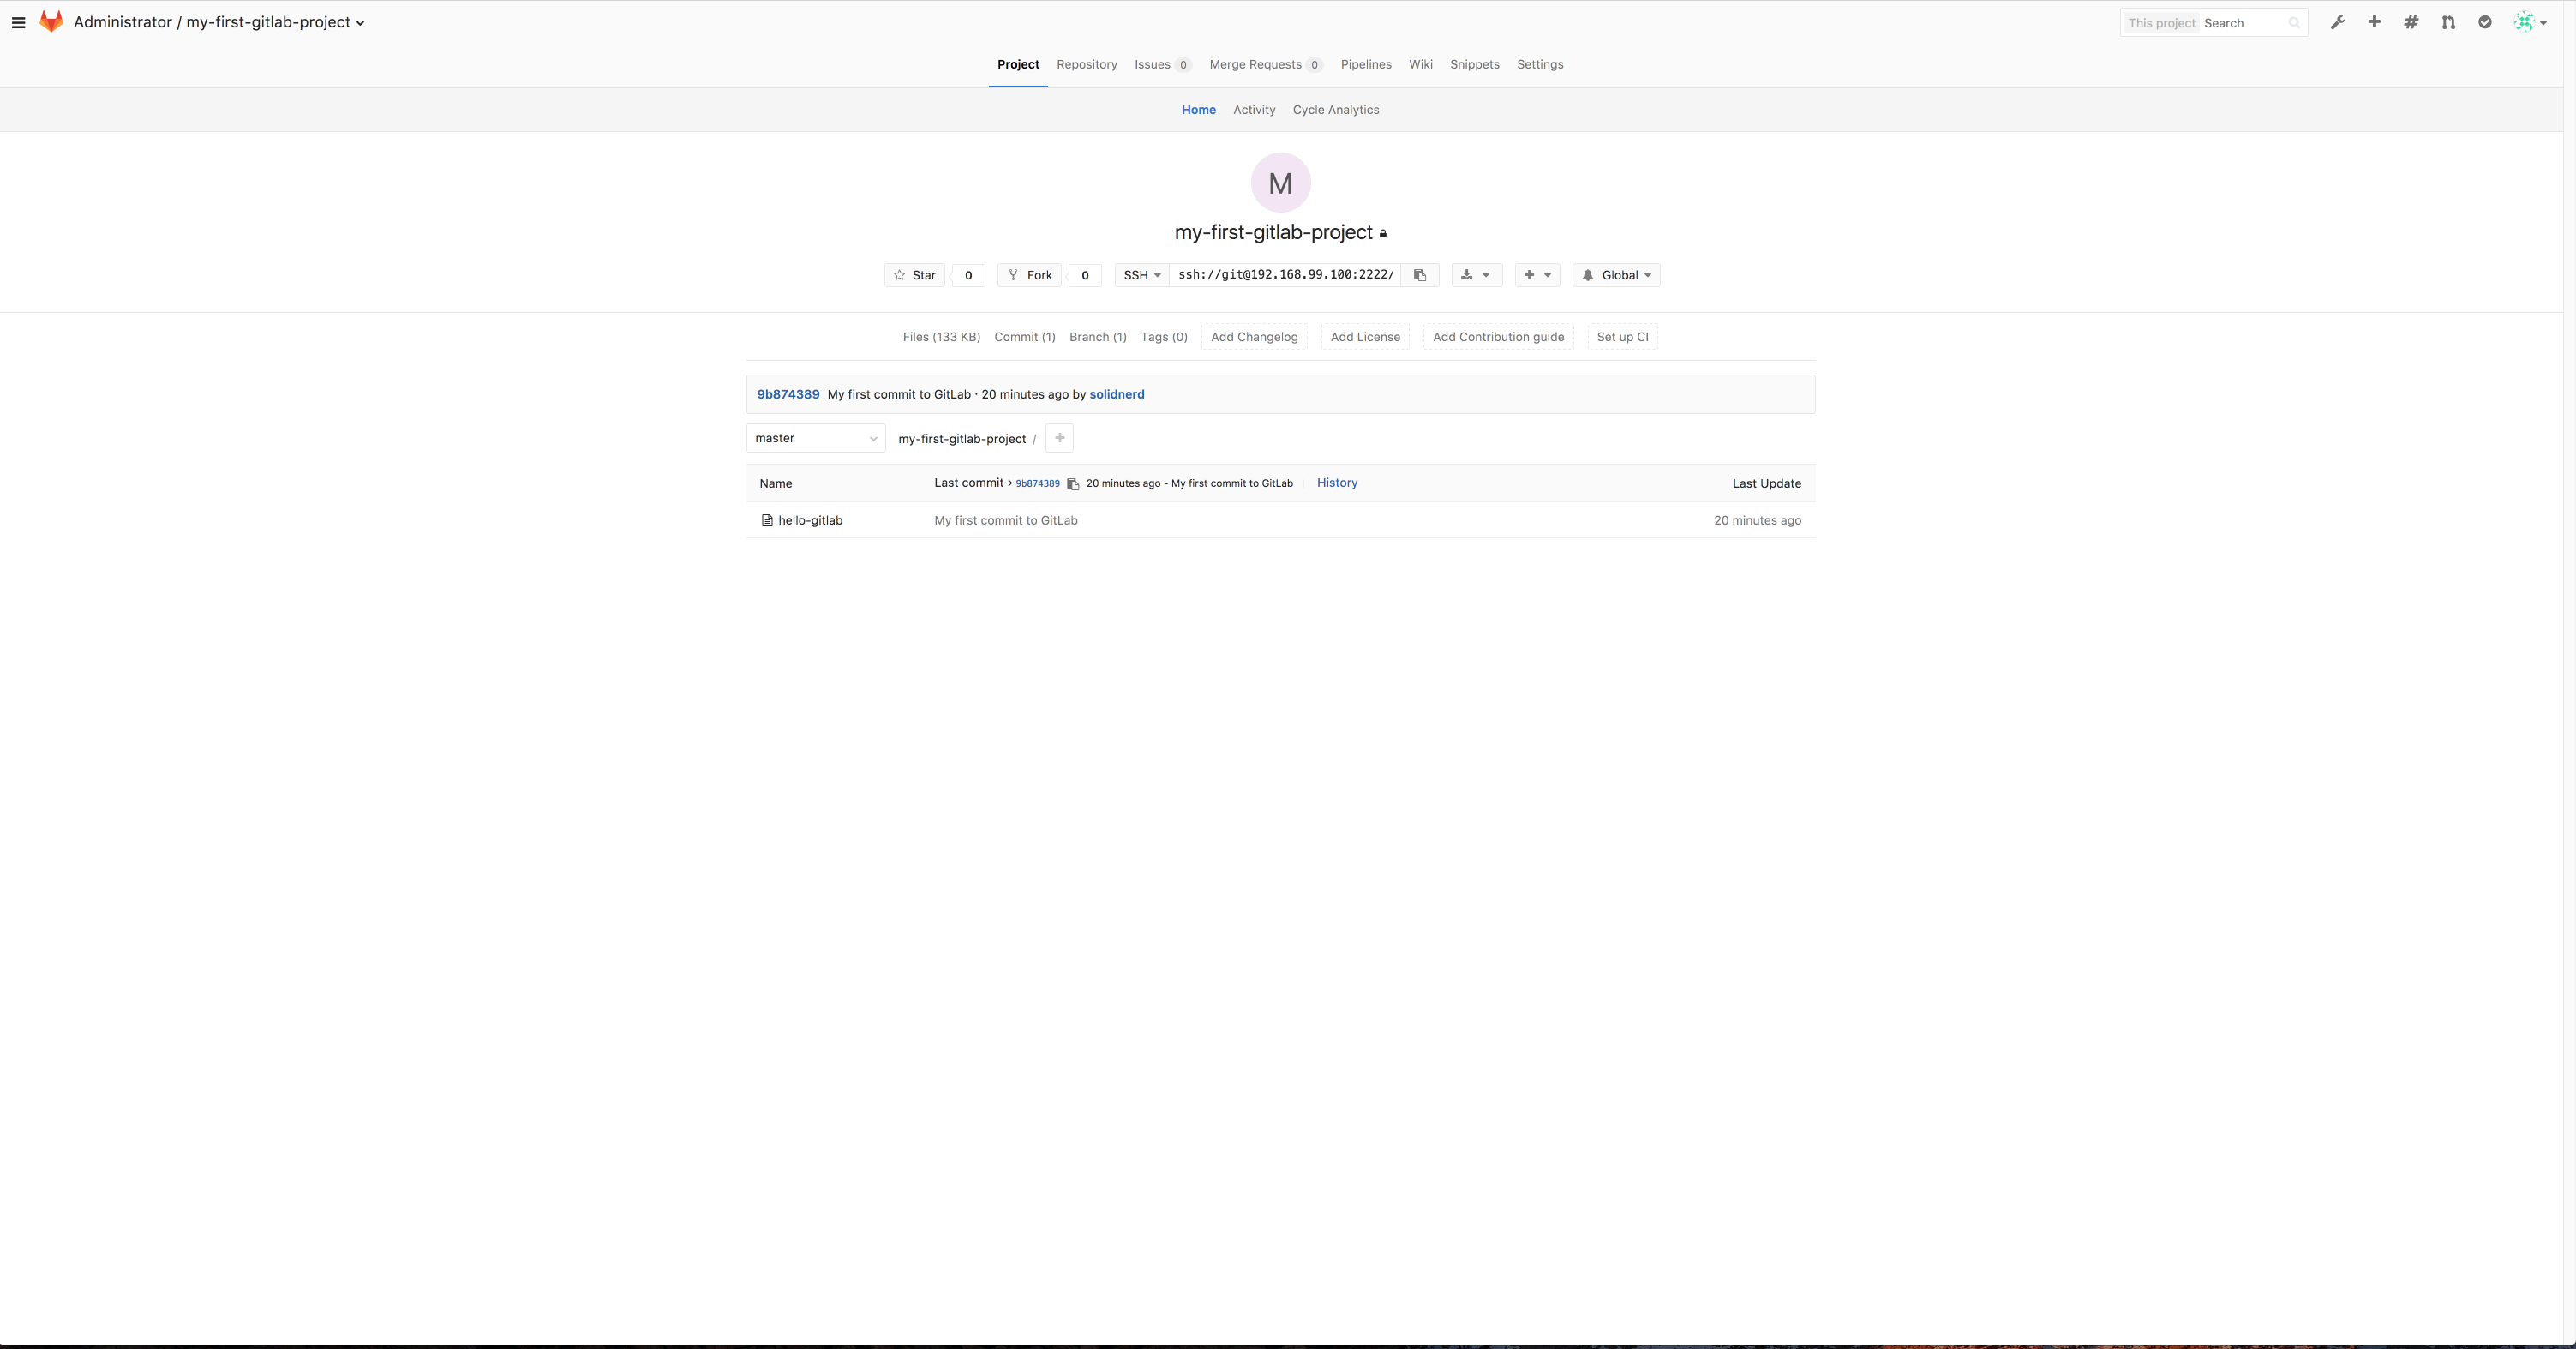 Administrator / my-first-gitlab-project
This project Search
Project Repository Issues 0 Merge Requests 0 Pipelines Wiki Snippets Settings
Home Activity Cycle Analytics
M
my-first-gitlab-project
Star 0 Fork 0 SSH ssh://git@192.168.99.100:2222/ Global
Files (133 KB) Commit (1) Branch (1) Tags (0) Add Changelog Add License Add Contribution guide Set up CI
9b874389 My first commit to GitLab · 20 minutes ago by solidnerd
master my-first-gitlab-project /
Name Last commit > 9b874389 20 minutes ago - My first commit to GitLab History Last Update
hello-gitlab My first commit to GitLab 20 minutes ago